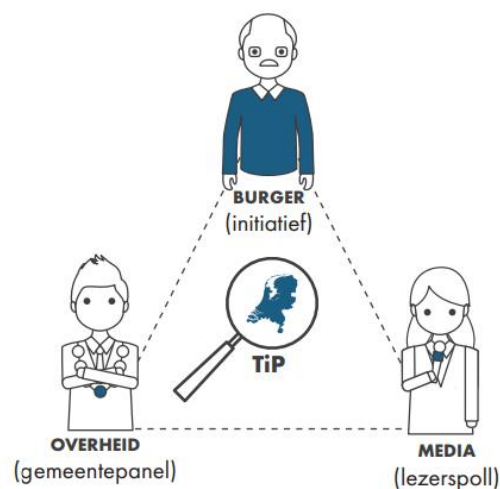 BURGER
(initiatief)
TiP
OVERHEID
(gemeentepanel)
MEDIA
(lezerspoll)